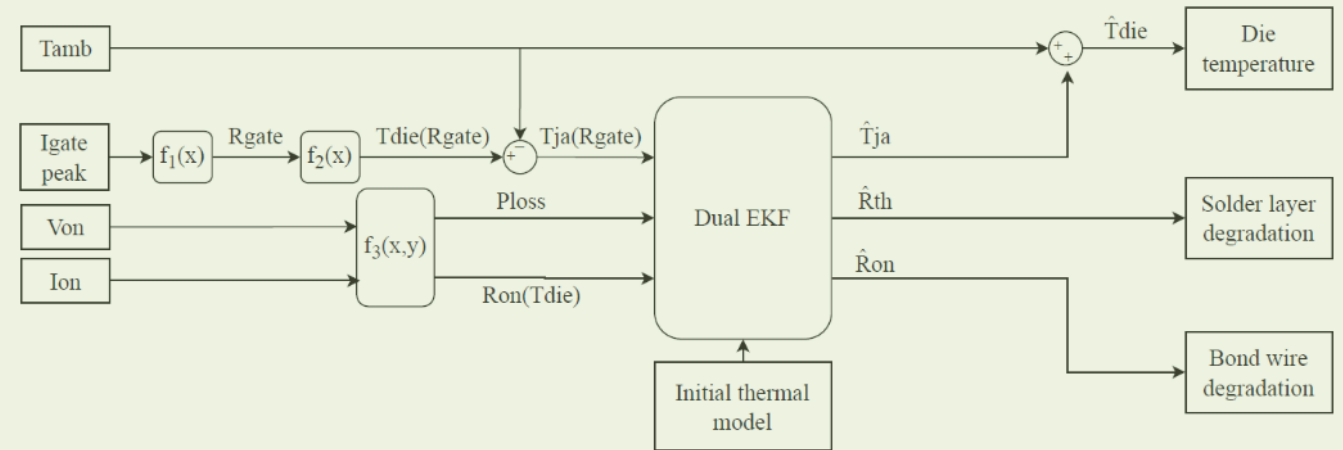 Tamb
T̂die
Die
temperature
+
+
Igate
peak
f₁(x)
Rgate
f₂(x)
Tdie(Rgate)
+
−
Tja(Rgate)
T̂ja
Von
Ion
f₃(x,y)
Ploss
Ron(Tdie)
Dual EKF
R̂th
Solder layer
degradation
R̂on
Bond wire
degradation
Initial thermal
model